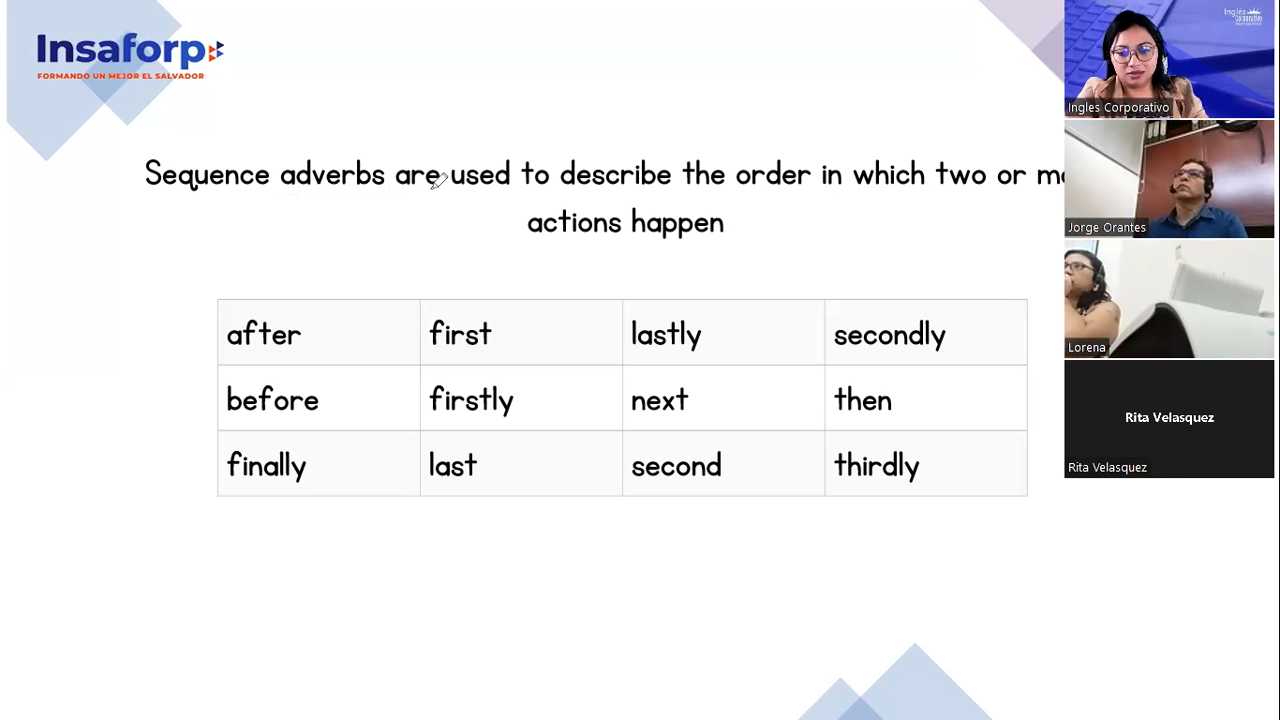 Insaforp
FORMANDO UN MEJOR EL SALVADOR
Sequence adverbs are used to describe the order in which two or
actions happen
after first lastly secondly
before firstly next then
finally last second thirdly
Inglés
corporativo
Ingles Corporativo
Jorge Orantes
Lorena
Rita Velasquez
Rita Velasquez